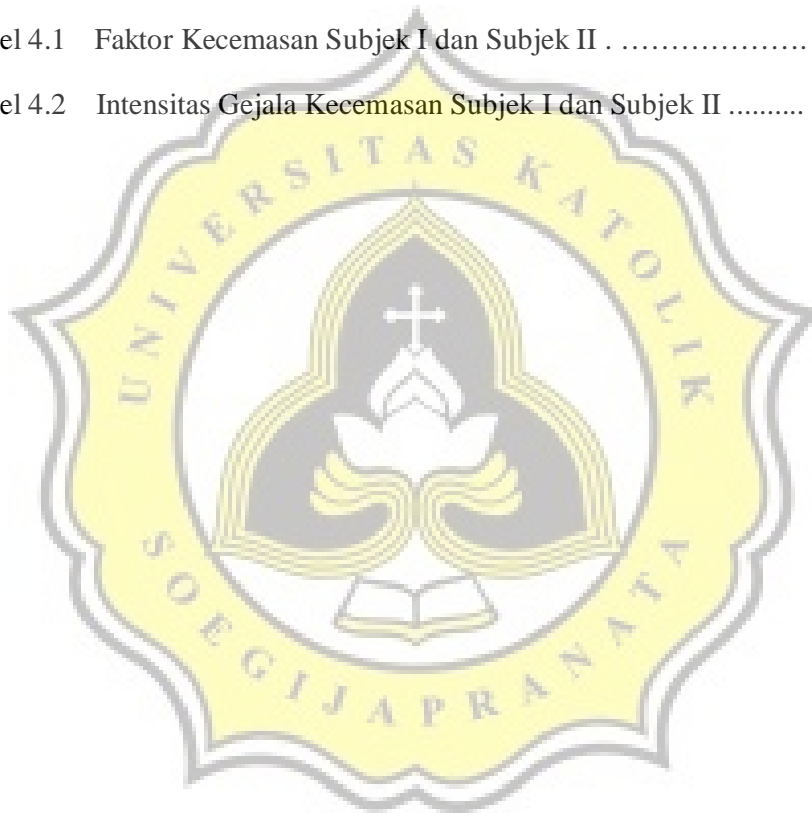 el 4.1 Faktor Kecemasan Subjek I dan Subjek II . ...................
el 4.2 Intensitas Gejala Kecemasan Subjek I dan Subjek II ..........
UNIVERSITAS KATOLIK
SOEGIJAPRANATA